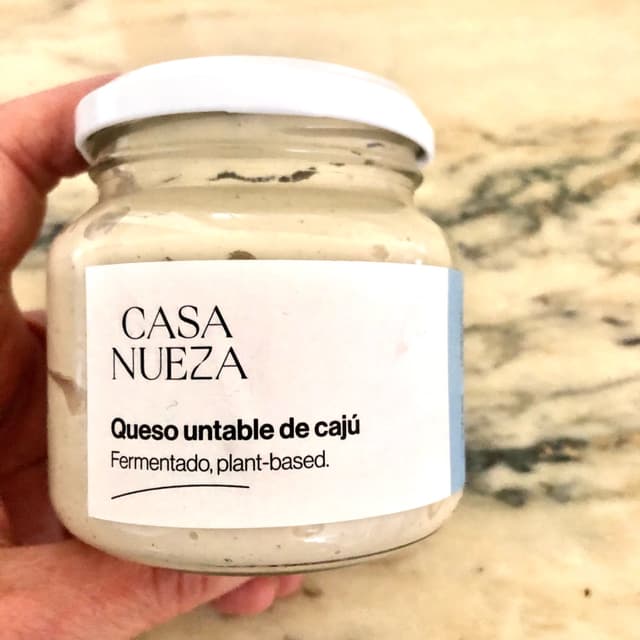 CASA
NUEZA
Queso untable de cajú
Fermentado, plant-based.